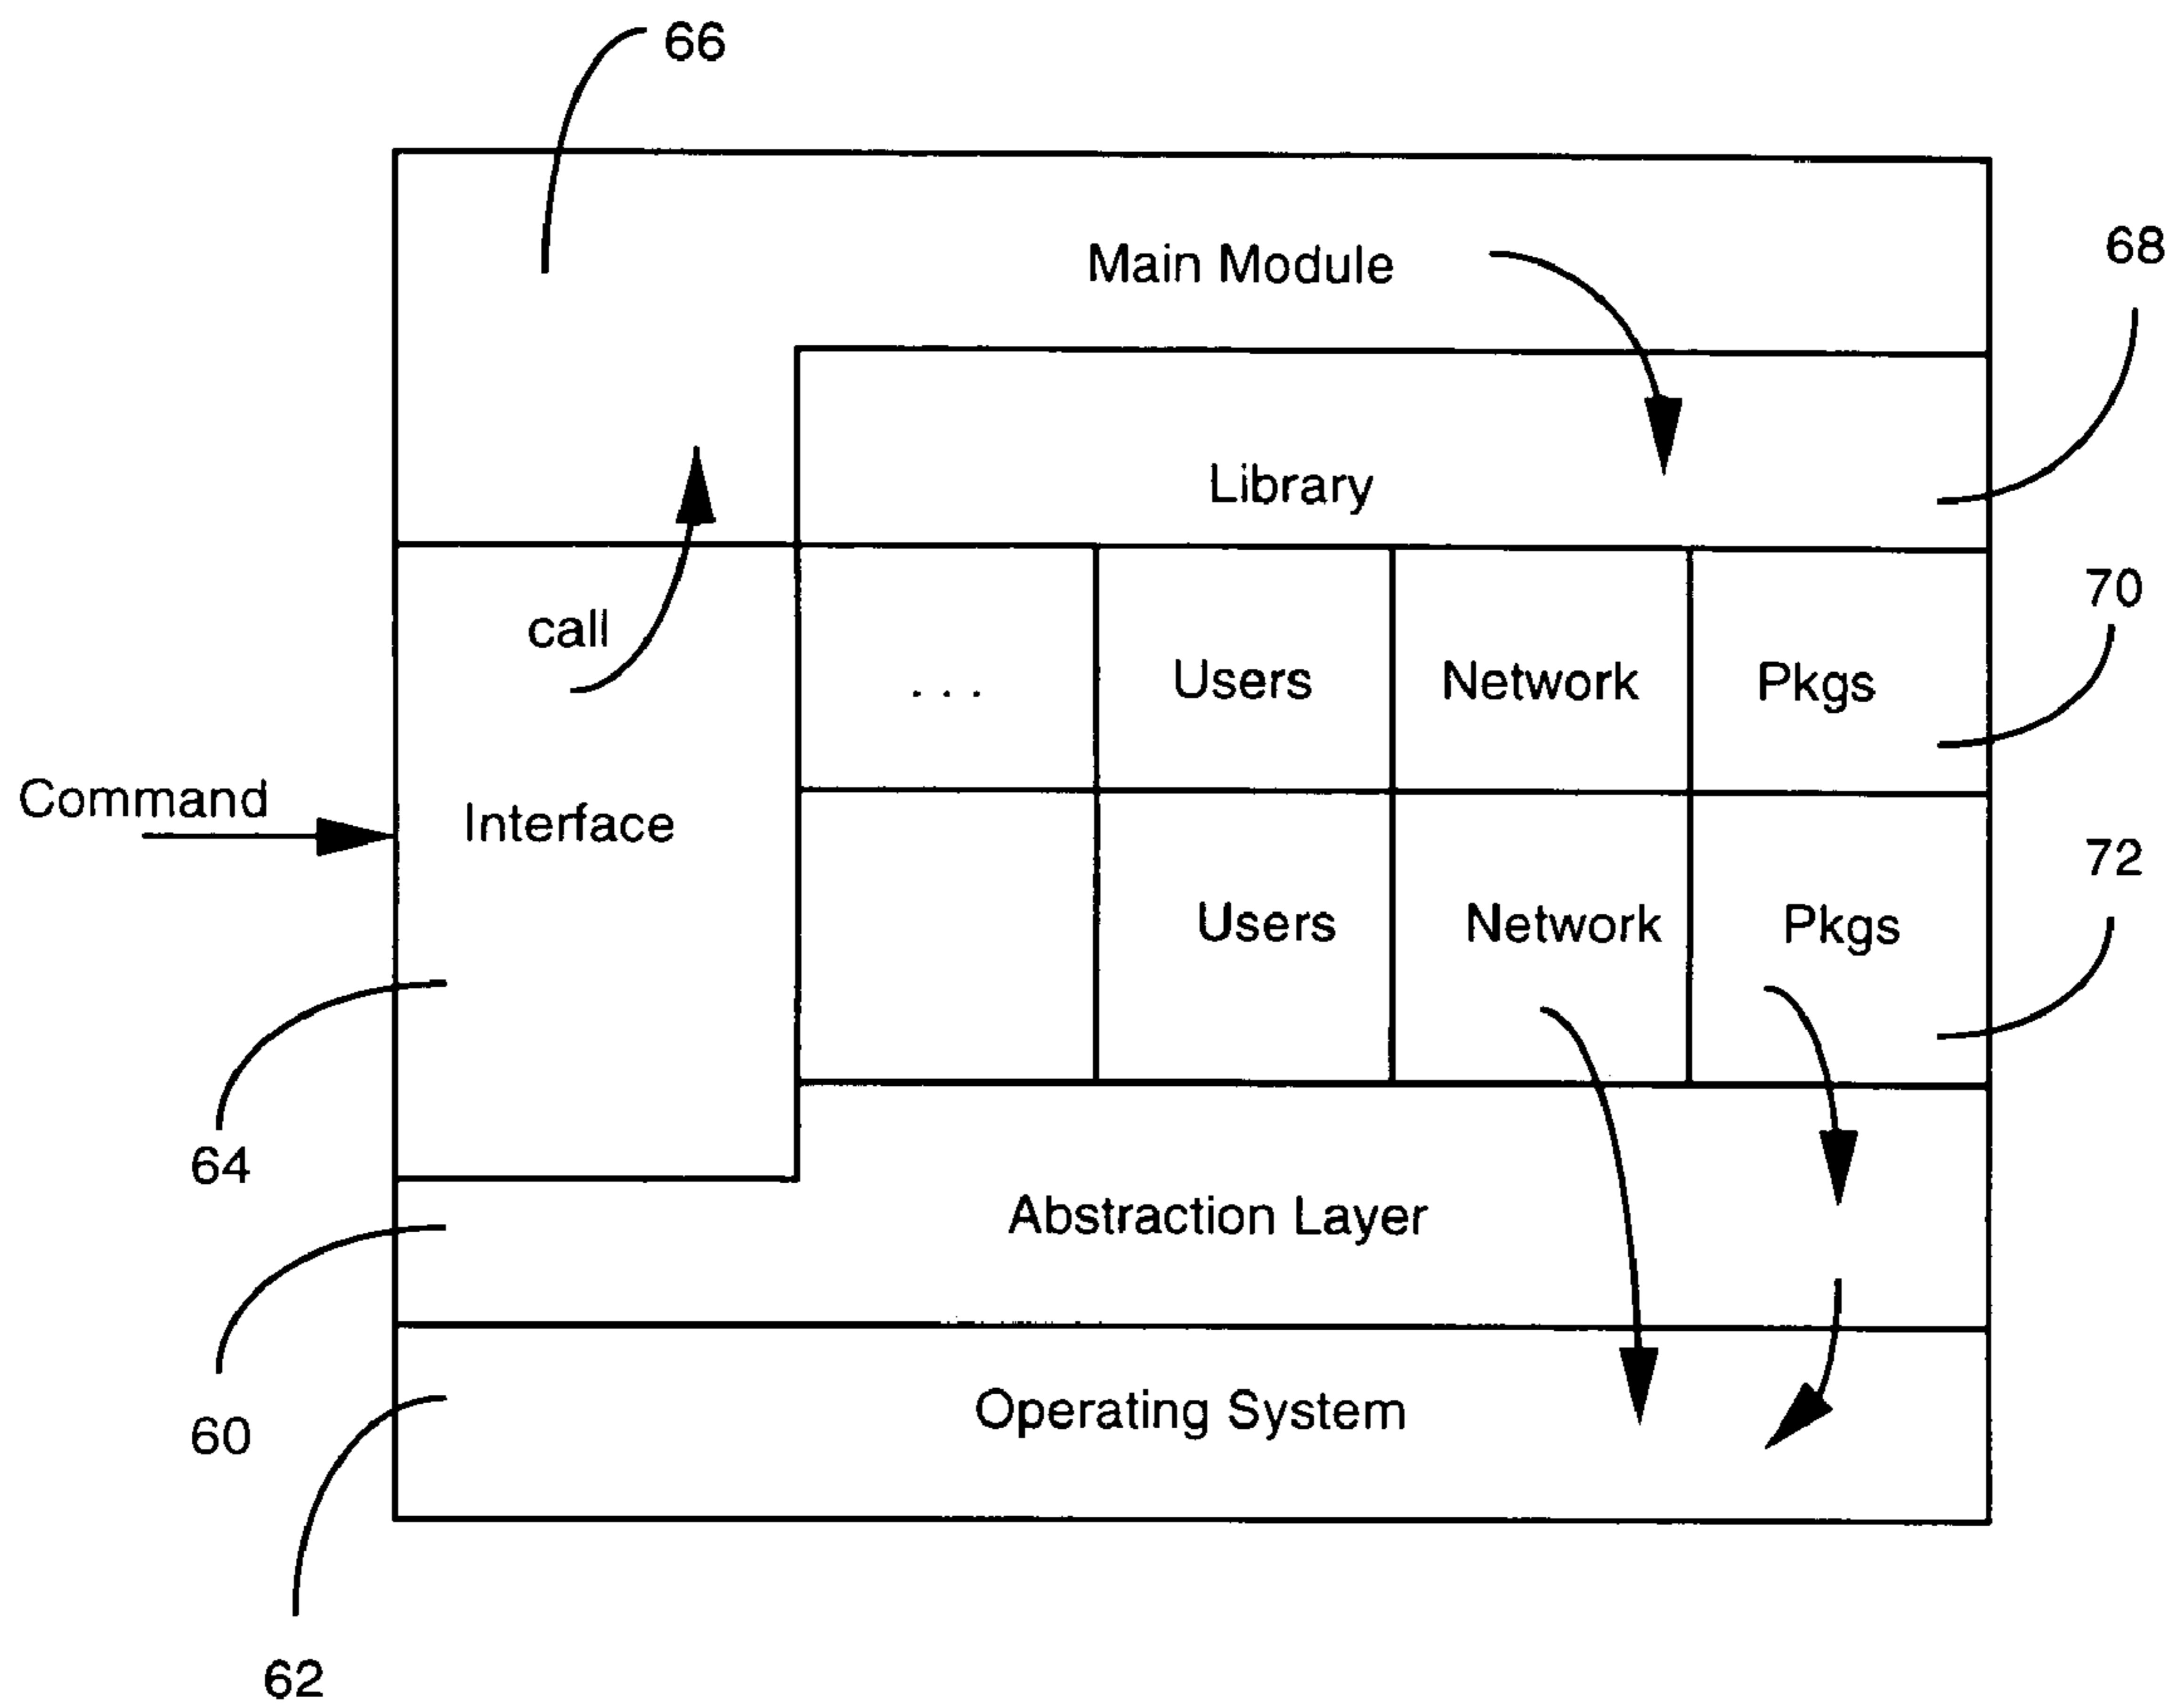 66
Main Module
68
Library
70
call
. . .
Users
Network
Pkgs
Command
Interface
72
Users
Network
Pkgs
64
Abstraction Layer
60
Operating System
62